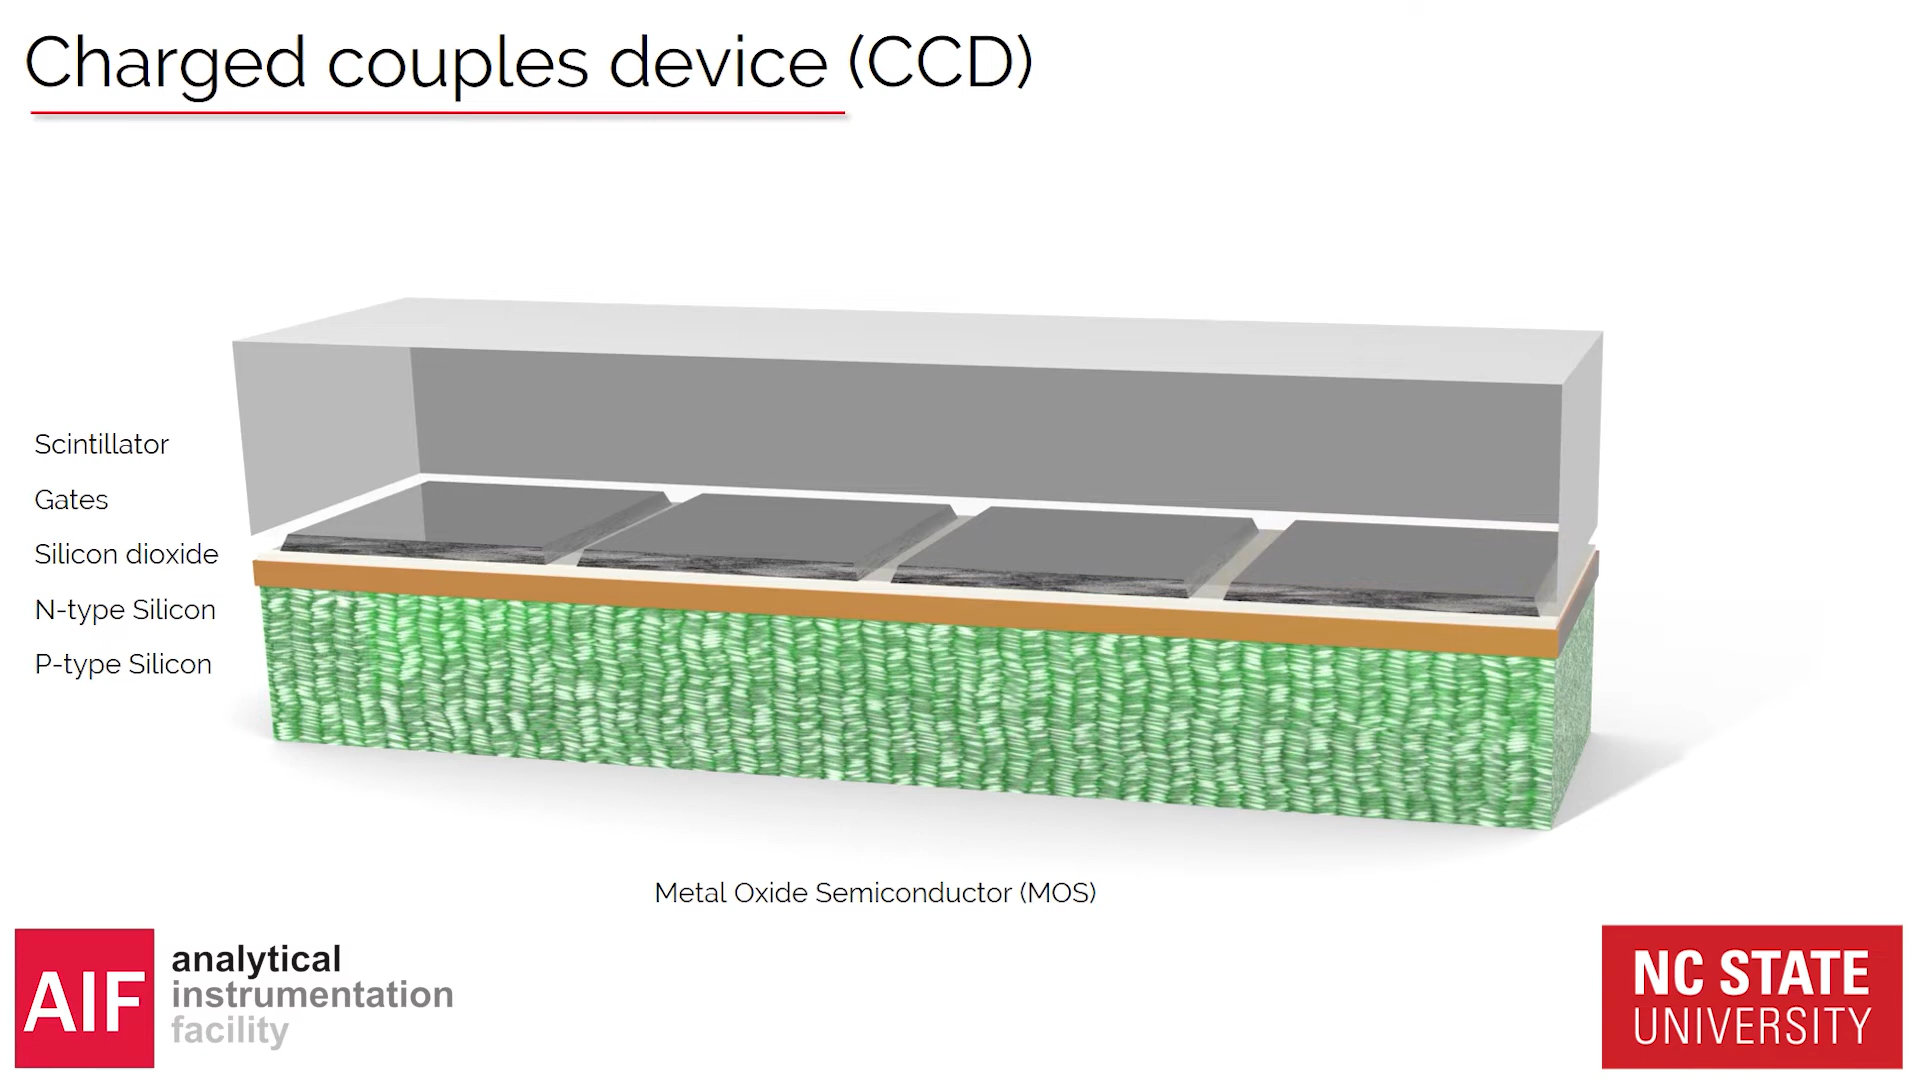 Charged couples device (CCD)
Scintillator
Gates
Silicon dioxide
N-type Silicon
P-type Silicon
Metal Oxide Semiconductor (MOS)
AIF
analytical
instrumentation
facility
NC STATE
UNIVERSITY